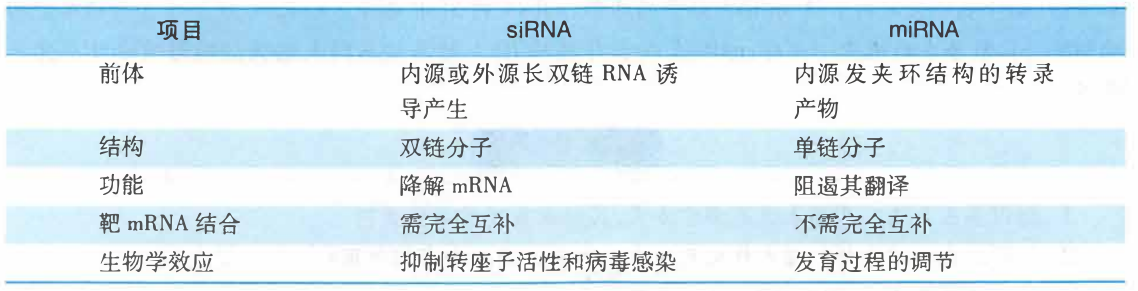 项目 siRNA miRNA
前体 内源或外源长双链 RNA 诱 内源发夹环结构的转录
导产生 产物
结构 双链分子 单链分子
功能 降解 mRNA 阻遏其翻译
靶 mRNA 结合 需完全互补 不需完全互补
生物学效应 抑制转座子活性和病毒感染 发育过程的调节